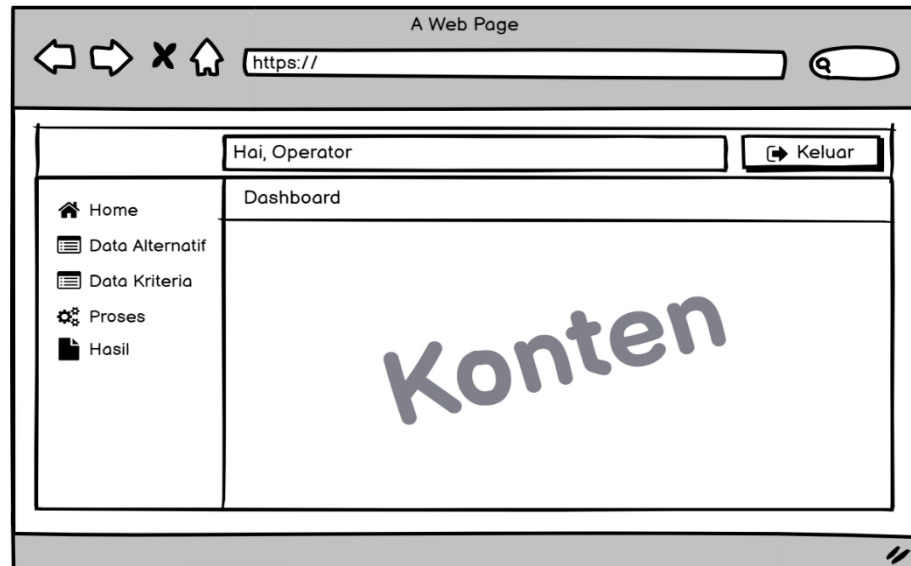 A Web Page
https://
Hai, Operator
Keluar
Dashboard
Home
Data Alternatif
Data Kriteria
Proses
Hasil
Konten